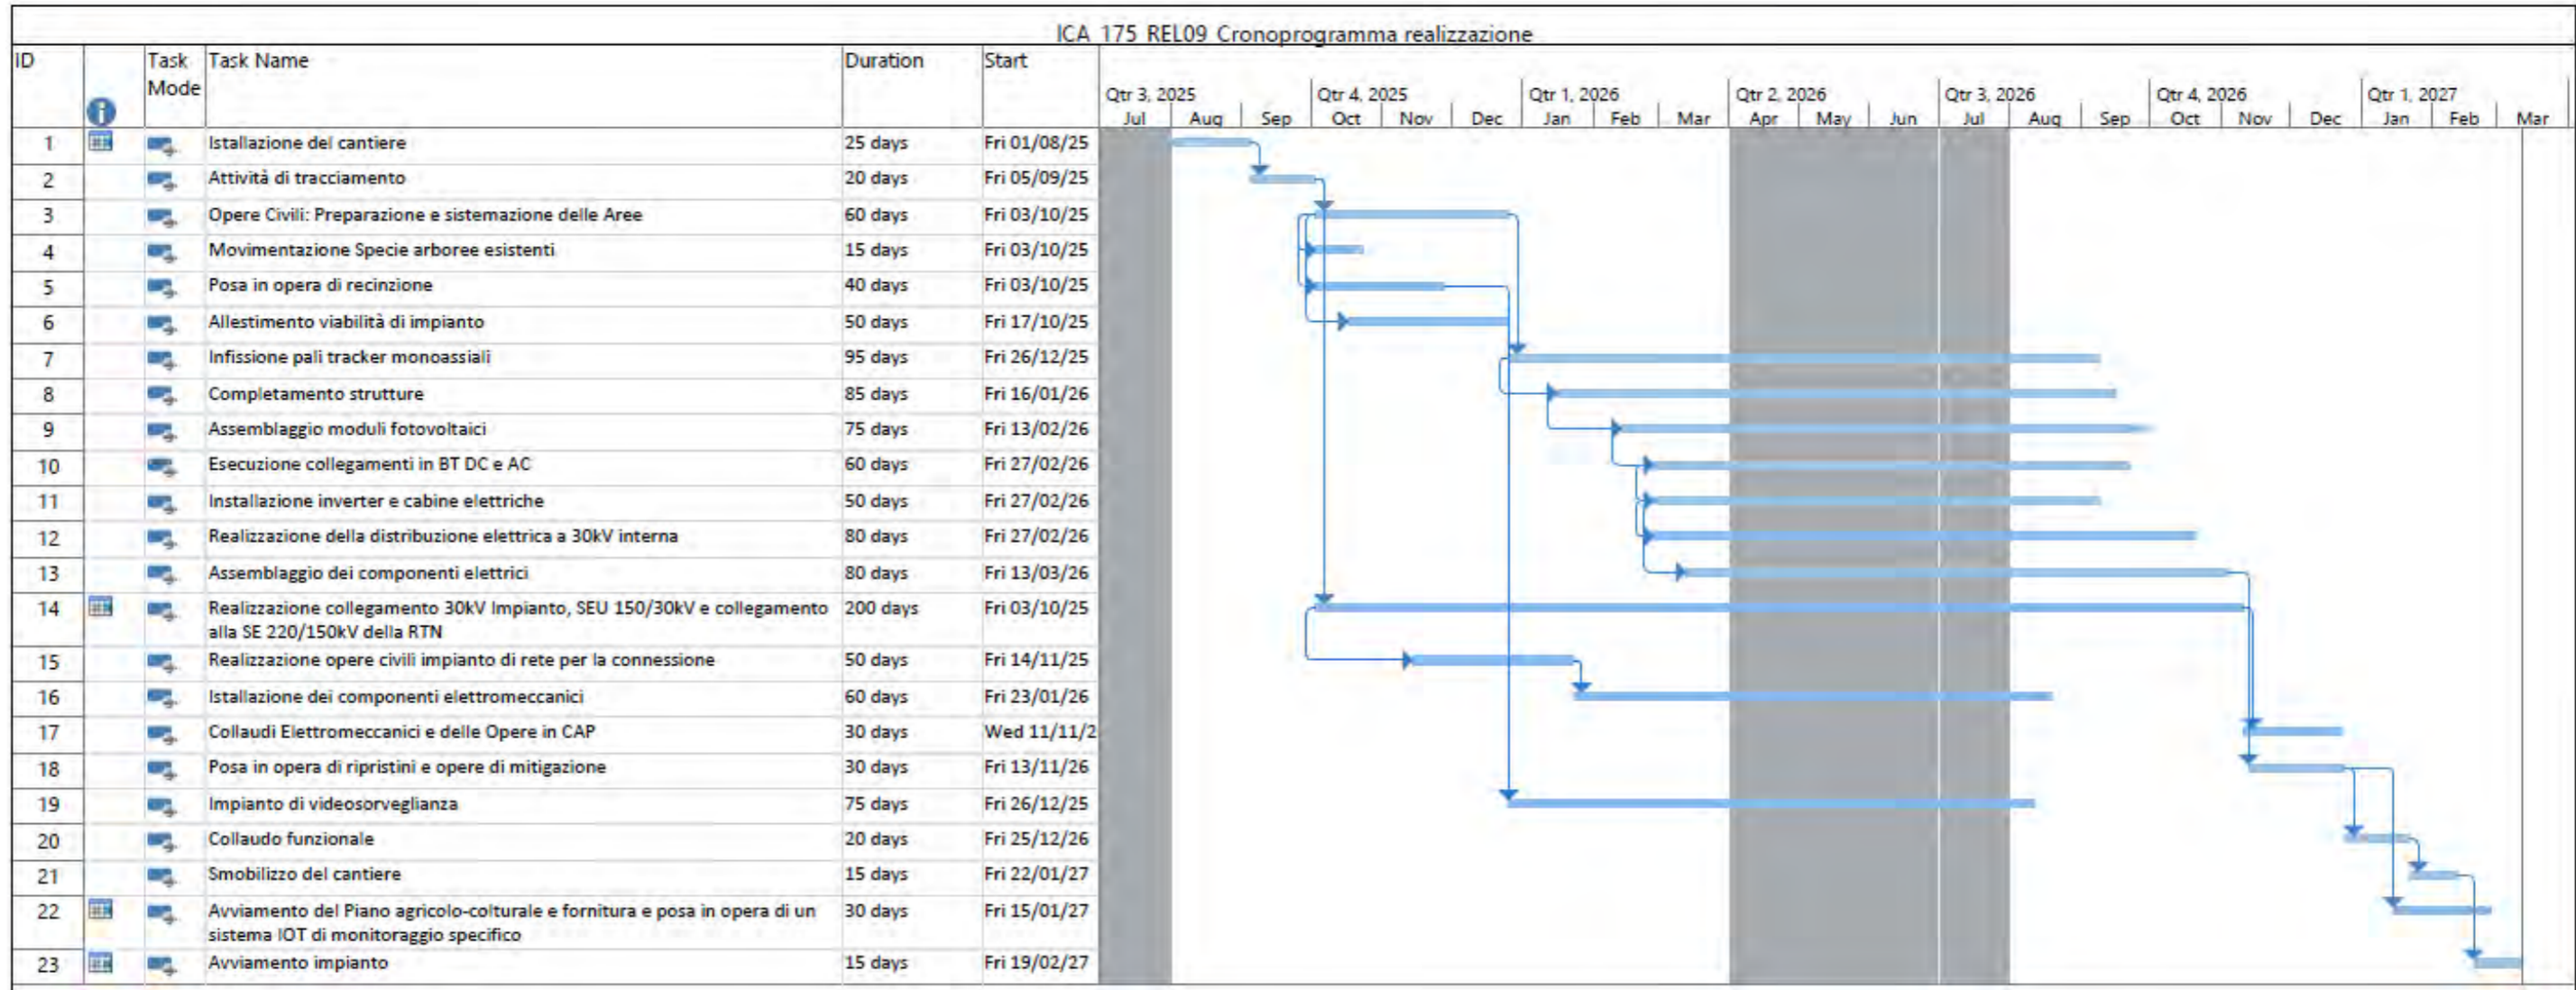 ICA_175_REL09_Cronoprogramma realizzazione
ID Task Mode Task Name Duration Start
Qtr 3, 2025 Qtr 4, 2025 Qtr 1, 2026 Qtr 2, 2026 Qtr 3, 2026 Qtr 4, 2026 Qtr 1, 2027
Jul Aug Sep Oct Nov Dec Jan Feb Mar Apr May Jun Jul Aug Sep Oct Nov Dec Jan Feb Mar
1 Istallazione del cantiere 25 days Fri 01/08/25
2 Attività di tracciamento 20 days Fri 05/09/25
3 Opere Civili: Preparazione e sistemazione delle Aree 60 days Fri 03/10/25
4 Movimentazione Specie arboree esistenti 15 days Fri 03/10/25
5 Posa in opera di recinzione 40 days Fri 03/10/25
6 Allestimento viabilità di impianto 50 days Fri 17/10/25
7 Infissione pali tracker monoassiali 95 days Fri 26/12/25
8 Completamento strutture 85 days Fri 16/01/26
9 Assemblaggio moduli fotovoltaici 75 days Fri 13/02/26
10 Esecuzione collegamenti in BT DC e AC 60 days Fri 27/02/26
11 Installazione inverter e cabine elettriche 50 days Fri 27/02/26
12 Realizzazione della distribuzione elettrica a 30kV interna 80 days Fri 27/02/26
13 Assemblaggio dei componenti elettrici 80 days Fri 13/03/26
14 Realizzazione collegamento 30kV Impianto, SEU 150/30kV e collegamento 200 days Fri 03/10/25
alla SE 220/150kV della RTN
15 Realizzazione opere civili impianto di rete per la connessione 50 days Fri 14/11/25
16 Istallazione dei componenti elettromeccanici 60 days Fri 23/01/26
17 Collaudi Elettromeccanici e delle Opere in CAP 30 days Wed 11/11/2
18 Posa in opera di ripristini e opere di mitigazione 30 days Fri 13/11/26
19 Impianto di videosorveglianza 75 days Fri 26/12/25
20 Collaudo funzionale 20 days Fri 25/12/26
21 Smobilizzo del cantiere 15 days Fri 22/01/27
22 Avviamento del Piano agricolo-colturale e fornitura e posa in opera di un 30 days Fri 15/01/27
sistema IOT di monitoraggio specifico
23 Avviamento impianto 15 days Fri 19/02/27